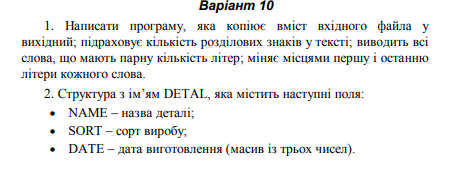 Варіант 10
1. Написати програму, яка копіює вміст вхідного файла у
вихідний; підраховує кількість розділових знаків у тексті; виводить всі
слова, що мають парну кількість літер; міняє місцями першу і останню
літери кожного слова.
2. Структура з ім'ям DETAL, яка містить наступні поля:
• NAME – назва деталі;
• SORT – сорт виробу;
• DATE – дата виготовлення (масив із трьох чисел).